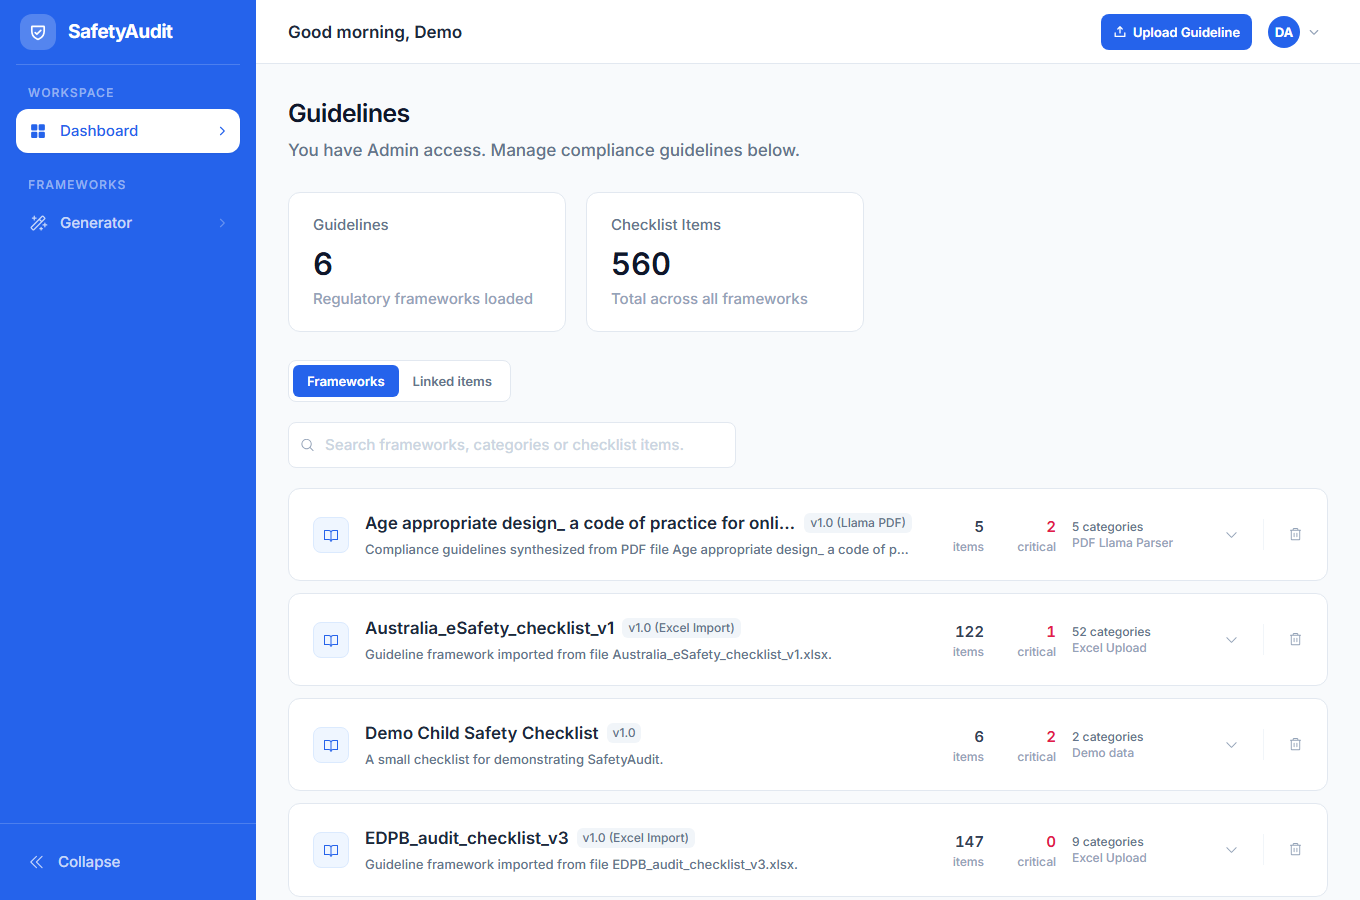 SafetyAudit
WORKSPACE
Dashboard
FRAMEWORKS
Generator
Collapse
Good morning, Demo
Upload Guideline
DA
Guidelines
You have Admin access. Manage compliance guidelines below.
Guidelines
6
Regulatory frameworks loaded
Checklist Items
560
Total across all frameworks
Frameworks
Linked items
Search frameworks, categories or checklist items.
Age appropriate design_ a code of practice for onli... v1.0 (Llama PDF)
Compliance guidelines synthesized from PDF file Age appropriate design_ a code of p...
5 items
2 critical
5 categories
PDF Llama Parser
Australia_eSafety_checklist_v1 v1.0 (Excel Import)
Guideline framework imported from file Australia_eSafety_checklist_v1.xlsx.
122 items
1 critical
52 categories
Excel Upload
Demo Child Safety Checklist v1.0
A small checklist for demonstrating SafetyAudit.
6 items
2 critical
2 categories
Demo data
EDPB_audit_checklist_v3 v1.0 (Excel Import)
Guideline framework imported from file EDPB_audit_checklist_v3.xlsx.
147 items
0 critical
9 categories
Excel Upload